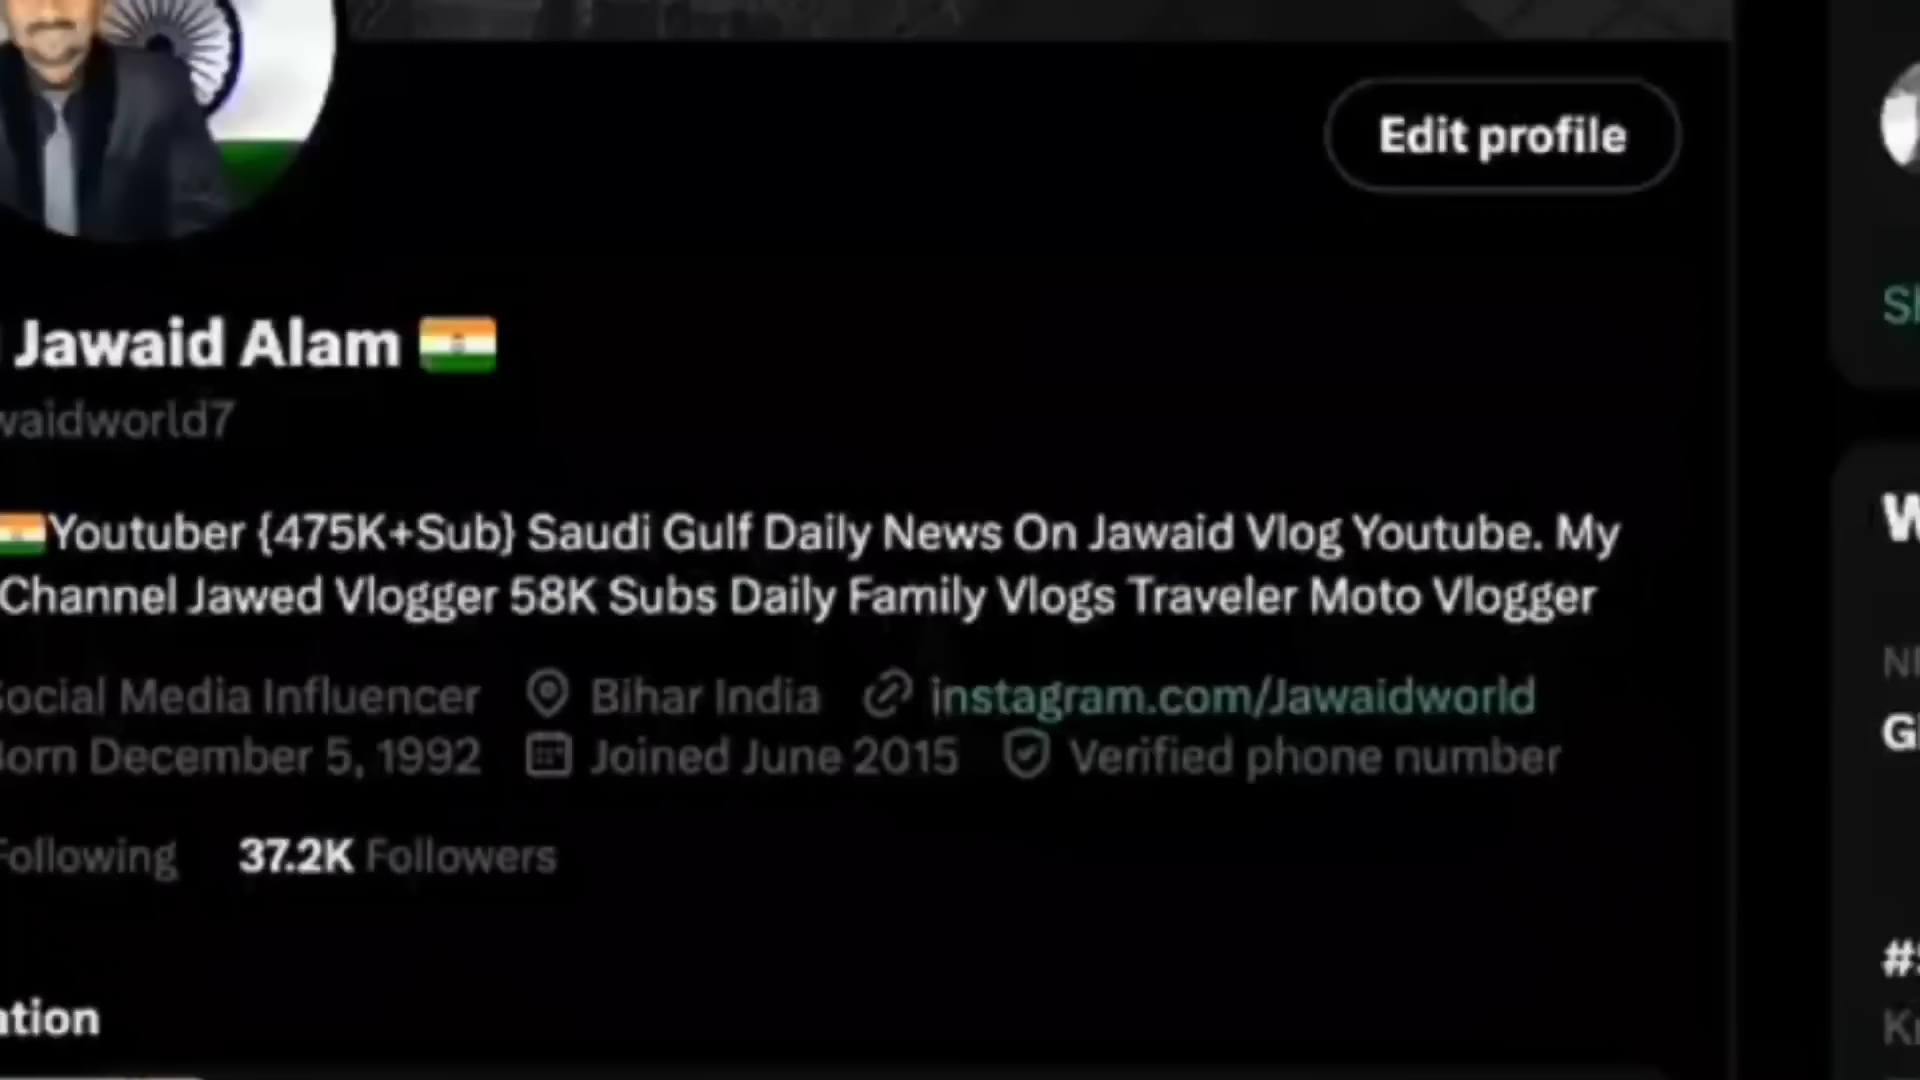 Edit profile
Jawaid Alam 🇮🇳
waidworld7
🇮🇳Youtuber {475K+Sub} Saudi Gulf Daily News On Jawaid Vlog Youtube. My
Channel Jawed Vlogger 58K Subs Daily Family Vlogs Traveler Moto Vlogger
Social Media Influencer Bihar India instagram.com/Jawaidworld
Born December 5, 1992 Joined June 2015 Verified phone number
Following 37.2K Followers